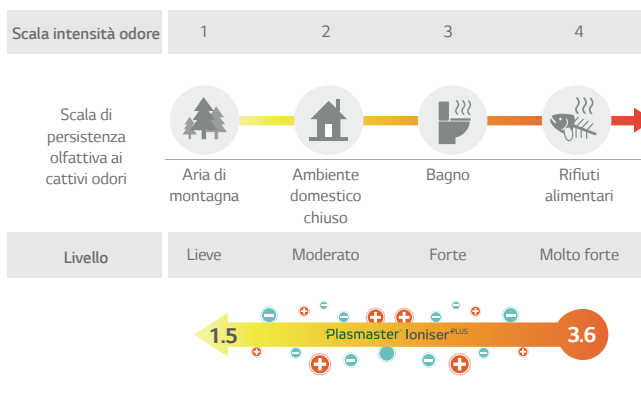 Scala intensità odore 1 2 3 4
Scala di
persistenza
olfattiva ai
cattivi odori
Aria di
montagna
Ambiente
domestico
chiuso
Bagno
Rifiuti
alimentari
Livello Lieve Moderato Forte Molto forte
1.5 Plasmaster Ioniser PLUS 3.6